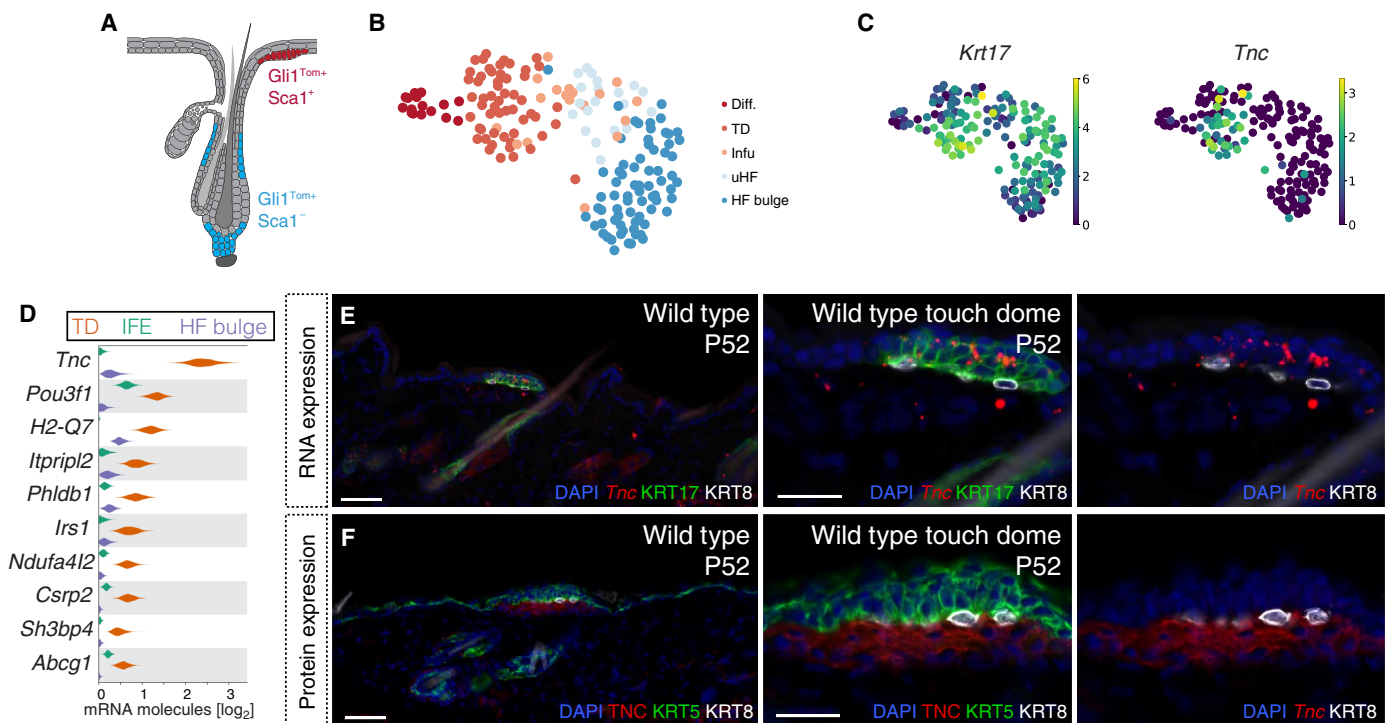 A
Gli1Tom+
Sca1+
Gli1Tom+
Sca1−
B
Diff.
TD
Infu
uHF
HF bulge
C
Krt17
6
4
2
0
Tnc
3
2
1
0
D
TD IFE HF bulge
Tnc
Pou3f1
H2-Q7
Itpripl2
Phldb1
Irs1
Ndufa4l2
Csrp2
Sh3bp4
Abcg1
0 1 2 3
mRNA molecules [log2]
RNA expression
E
Wild type
P52
DAPI Tnc KRT17 KRT8
Wild type touch dome
P52
DAPI Tnc KRT17 KRT8
DAPI Tnc KRT8
Protein expression
F
Wild type
P52
DAPI TNC KRT5 KRT8
Wild type touch dome
P52
DAPI TNC KRT5 KRT8
DAPI TNC KRT8